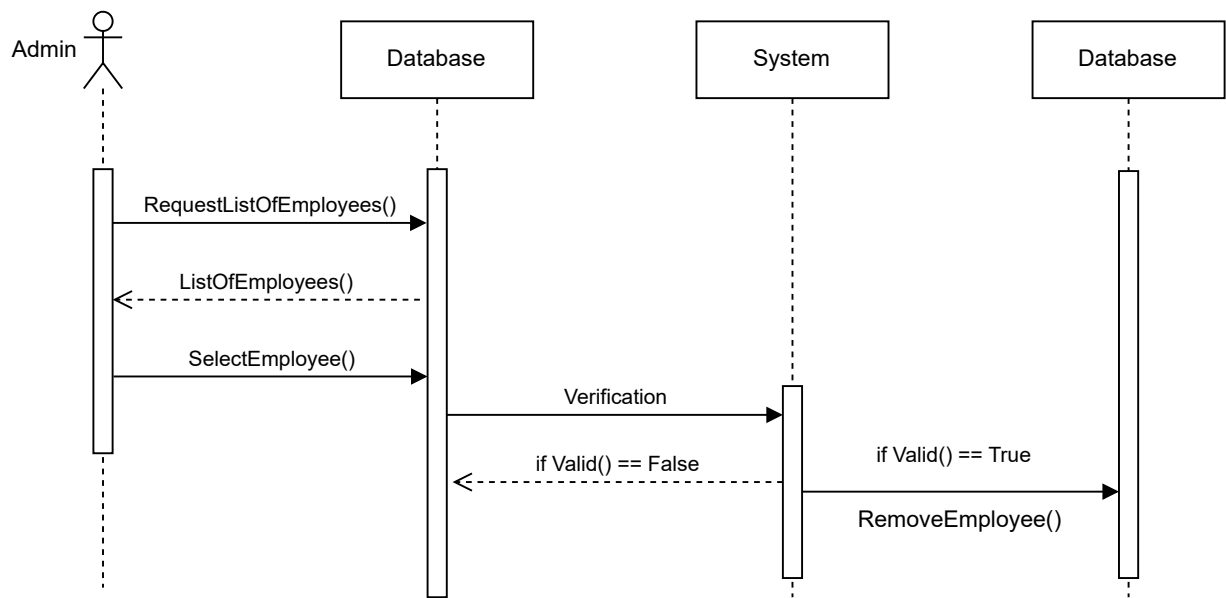 Admin
Database
System
Database
RequestListOfEmployees()
ListOfEmployees()
SelectEmployee()
Verification
if Valid() == False
if Valid() == True
RemoveEmployee()